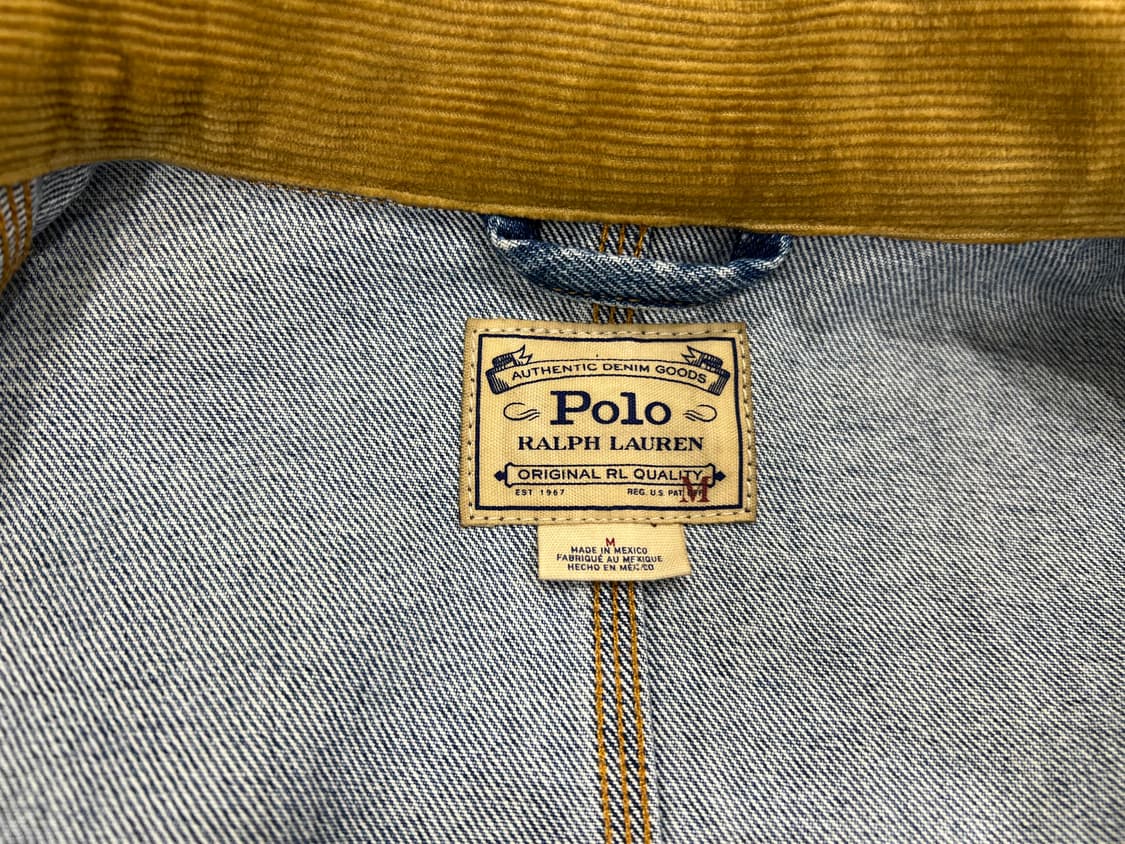 AUTHENTIC DENIM GOODS
Polo
RALPH LAUREN
ORIGINAL RL QUALITY
EST 1967 REG. U.S. PAT.
M
M
MADE IN MEXICO
FABRIQUÉ AU MEXIQUE
HECHO EN MEXICO